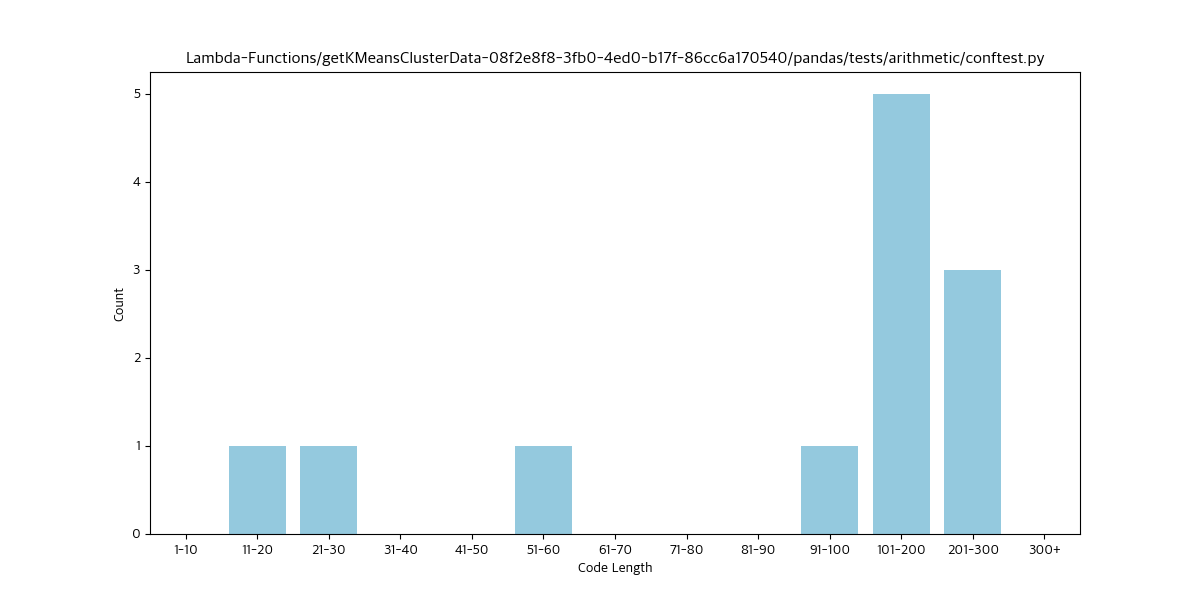 Lambda-Functions/getKMeansClusterData-08f2e8f8-3fb0-4ed0-b17f-86cc6a170540/pandas/tests/arithmetic/conftest.py
5
4
3
2
1
0
Count
1-10 11-20 21-30 31-40 41-50 51-60 61-70 71-80 81-90 91-100 101-200 201-300 300+
Code Length